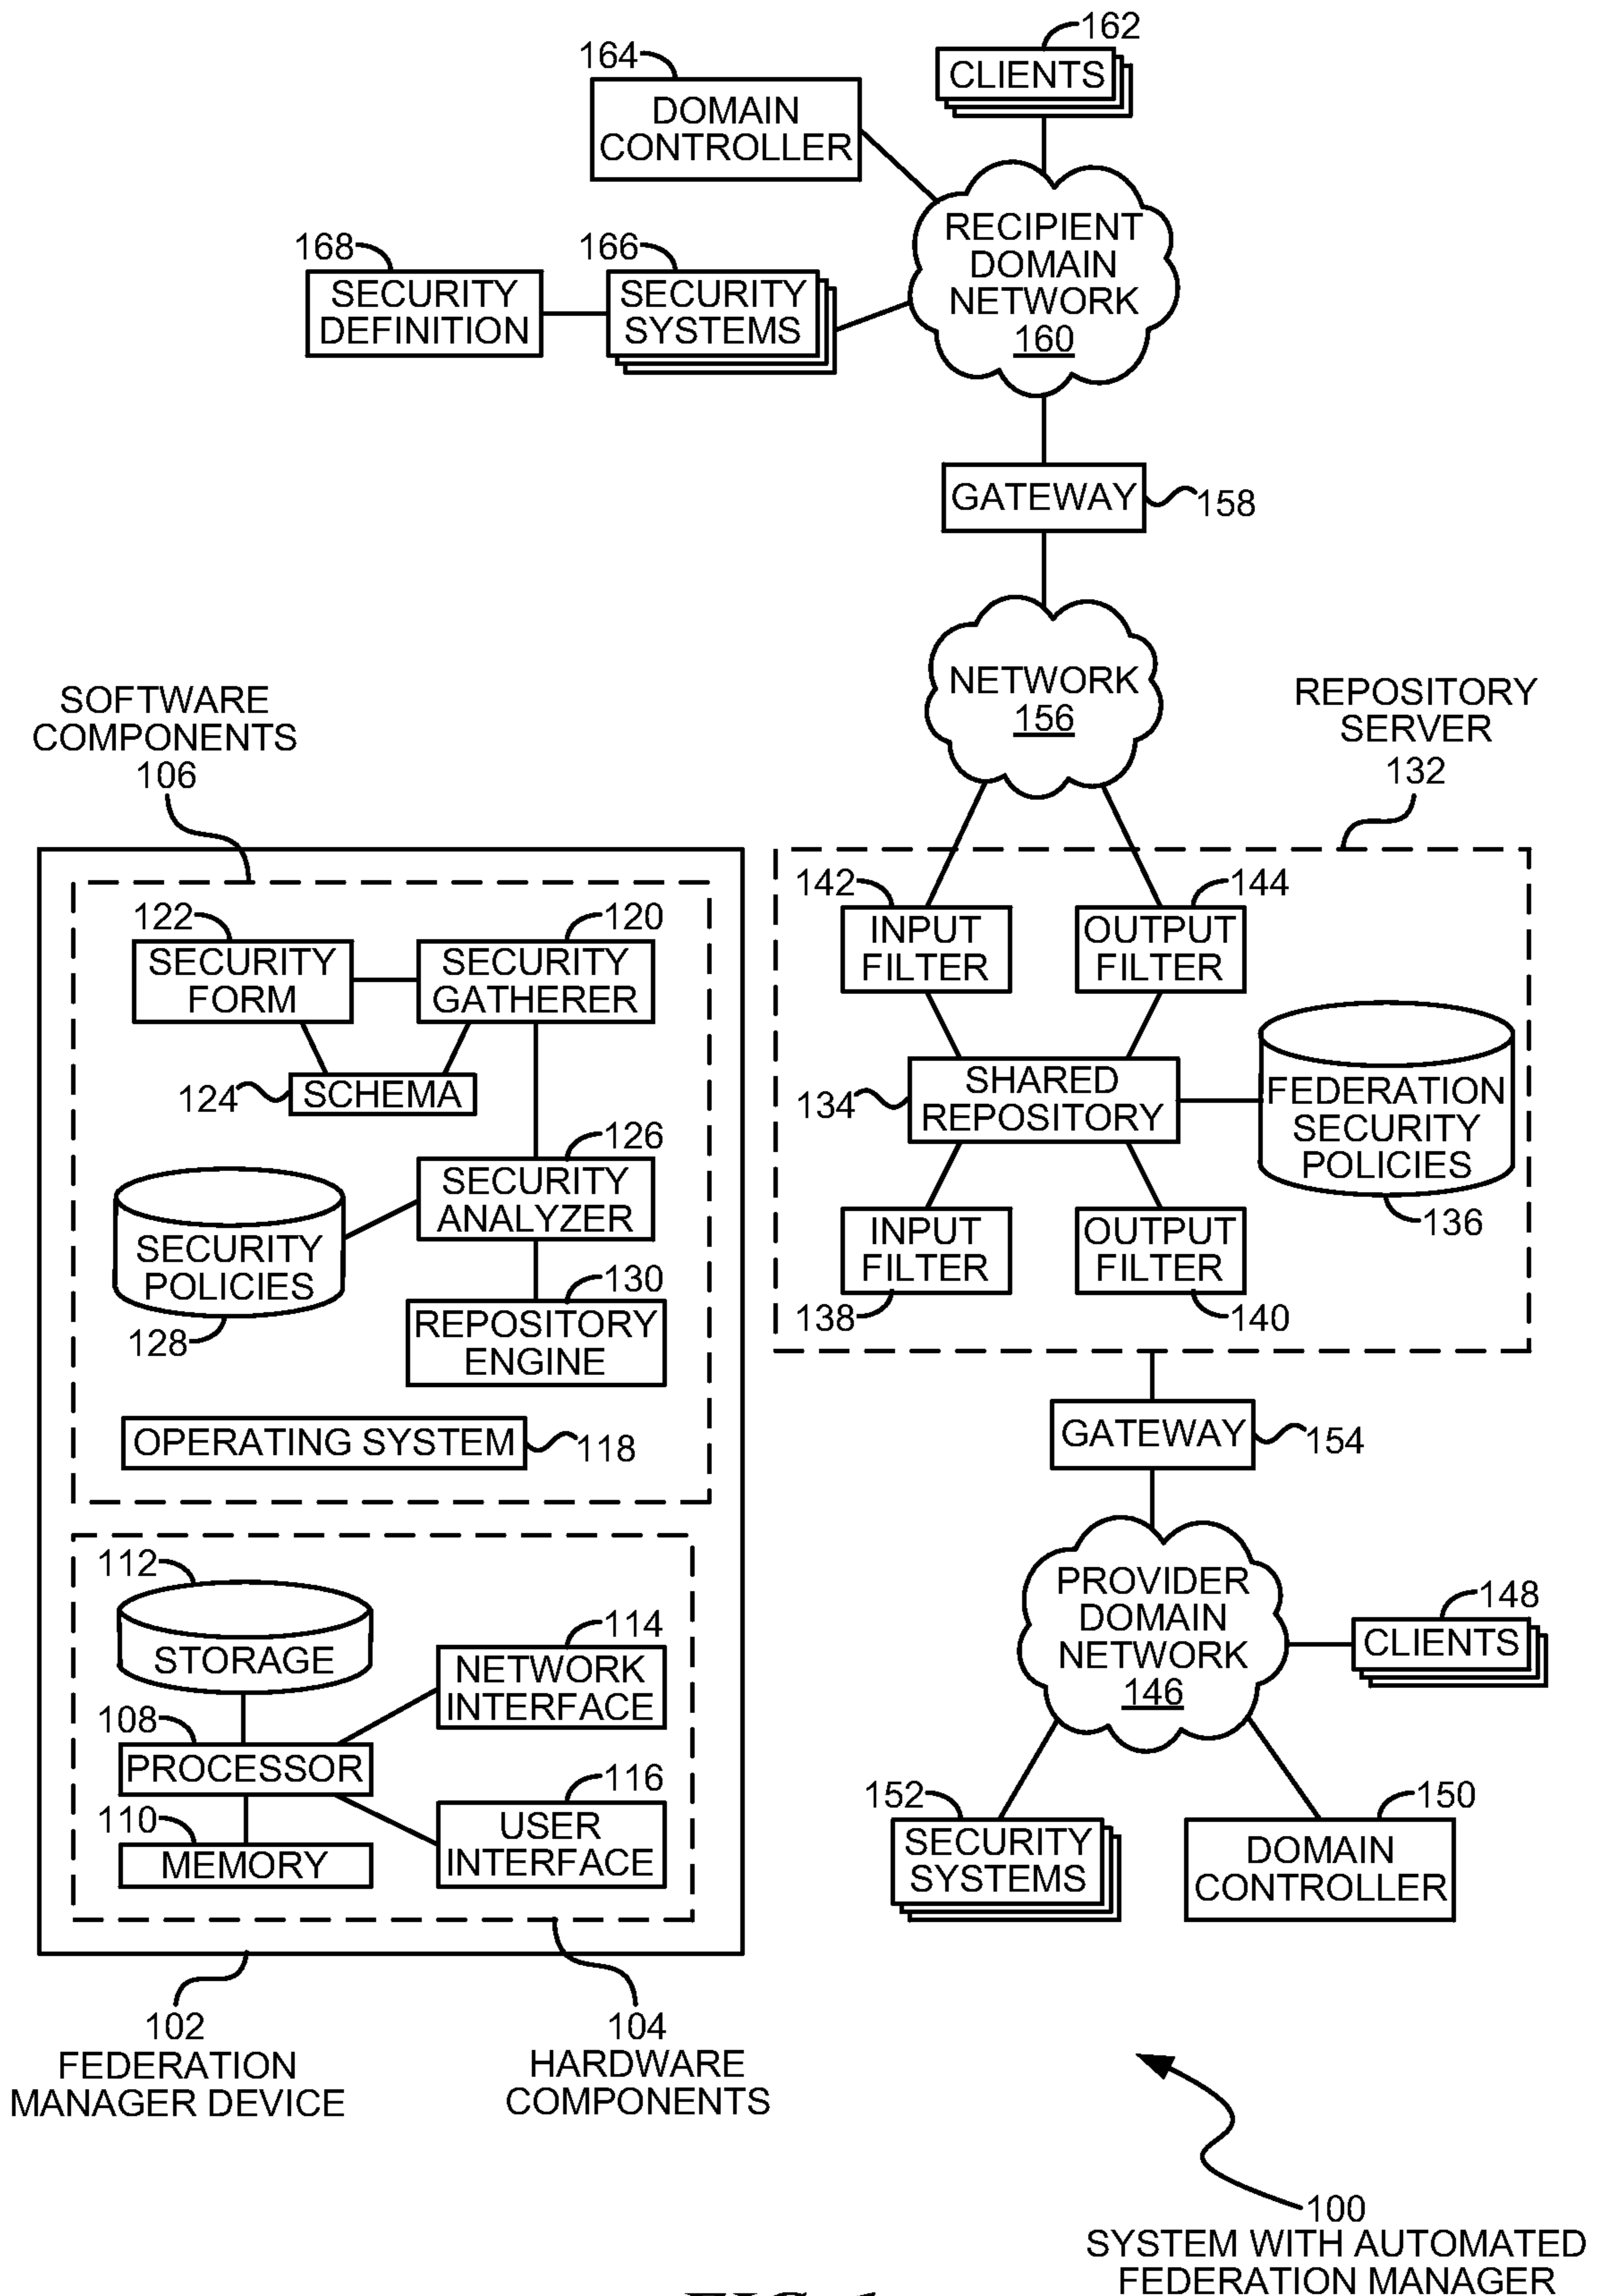 162
CLIENTS
164
DOMAIN
CONTROLLER
RECIPIENT
DOMAIN
NETWORK
160
168
SECURITY
DEFINITION
166
SECURITY
SYSTEMS
GATEWAY
158
NETWORK
156
SOFTWARE
COMPONENTS
106
REPOSITORY
SERVER
132
122
SECURITY
FORM
120
SECURITY
GATHERER
124
SCHEMA
126
SECURITY
ANALYZER
SECURITY
POLICIES
128
130
REPOSITORY
ENGINE
OPERATING SYSTEM
118
142
INPUT
FILTER
144
OUTPUT
FILTER
134
SHARED
REPOSITORY
FEDERATION
SECURITY
POLICIES
136
INPUT
FILTER
138
OUTPUT
FILTER
140
GATEWAY
154
112
STORAGE
114
NETWORK
INTERFACE
108
PROCESSOR
116
USER
INTERFACE
110
MEMORY
PROVIDER
DOMAIN
NETWORK
146
148
CLIENTS
152
SECURITY
SYSTEMS
150
DOMAIN
CONTROLLER
102
FEDERATION
MANAGER DEVICE
104
HARDWARE
COMPONENTS
100
SYSTEM WITH AUTOMATED
FEDERATION MANAGER